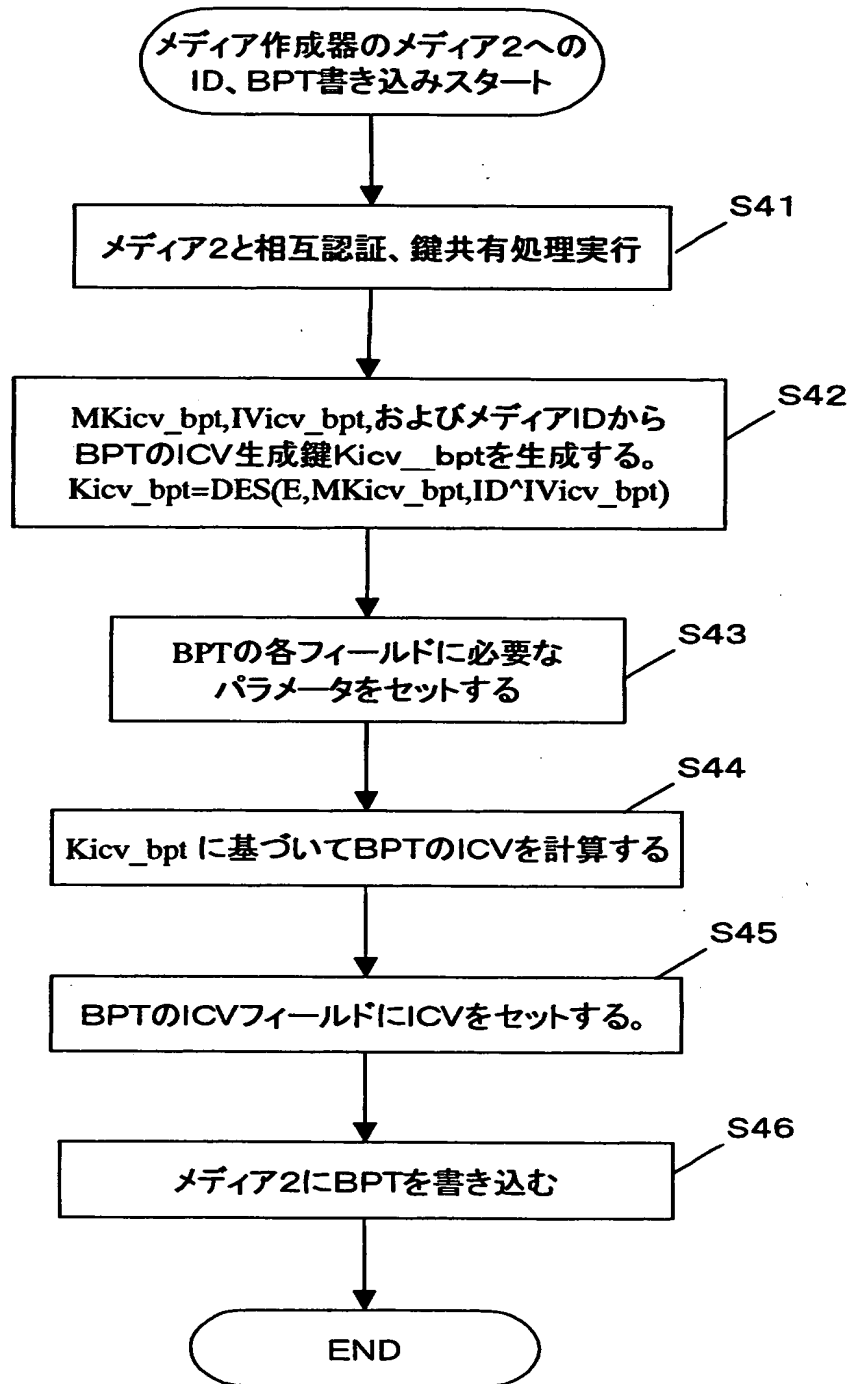 メディア作成器のメディア2への
ID、BPT書き込みスタート
S41
メディア2と相互認証、鍵共有処理実行
S42
MKicv_bpt,IVicv_bpt,およびメディアIDから
BPTのICV生成鍵Kicv__bptを生成する。
Kicv_bpt=DES(E,MKicv_bpt,ID^IVicv_bpt)
S43
BPTの各フィールドに必要な
パラメータをセットする
S44
Kicv_bpt に基づいてBPTのICVを計算する
S45
BPTのICVフィールドにICVをセットする。
S46
メディア2にBPTを書き込む
END